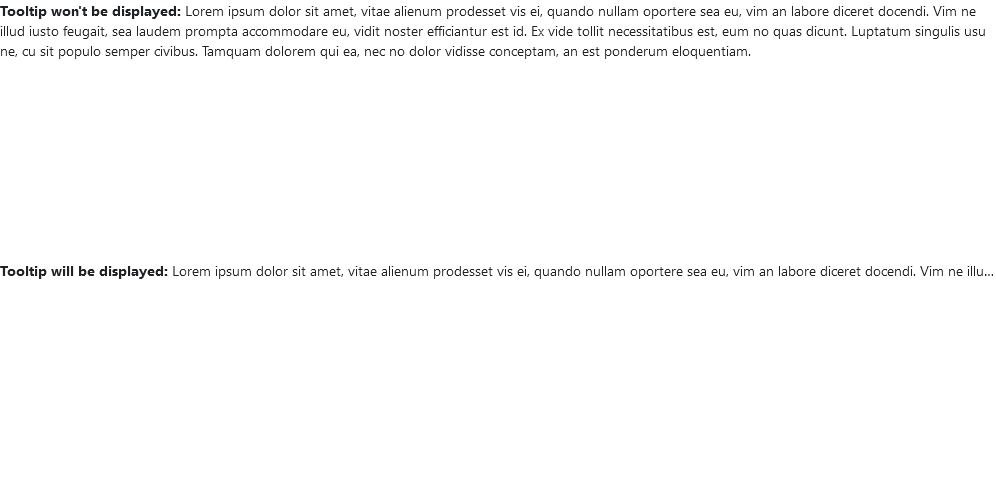 Tooltip won't be displayed: Lorem ipsum dolor sit amet, vitae alienum prodesset vis ei, quando nullam oportere sea eu, vim an labore diceret docendi. Vim ne
illud iusto feugait, sea laudem prompta accommodare eu, vidit noster efficiantur est id. Ex vide tollit necessitatibus est, eum no quas dicunt. Luptatum singulis usu
ne, cu sit populo semper civibus. Tamquam dolorem qui ea, nec no dolor vidisse conceptam, an est ponderum eloquentiam.
Tooltip will be displayed: Lorem ipsum dolor sit amet, vitae alienum prodesset vis ei, quando nullam oportere sea eu, vim an labore diceret docendi. Vim ne illu...